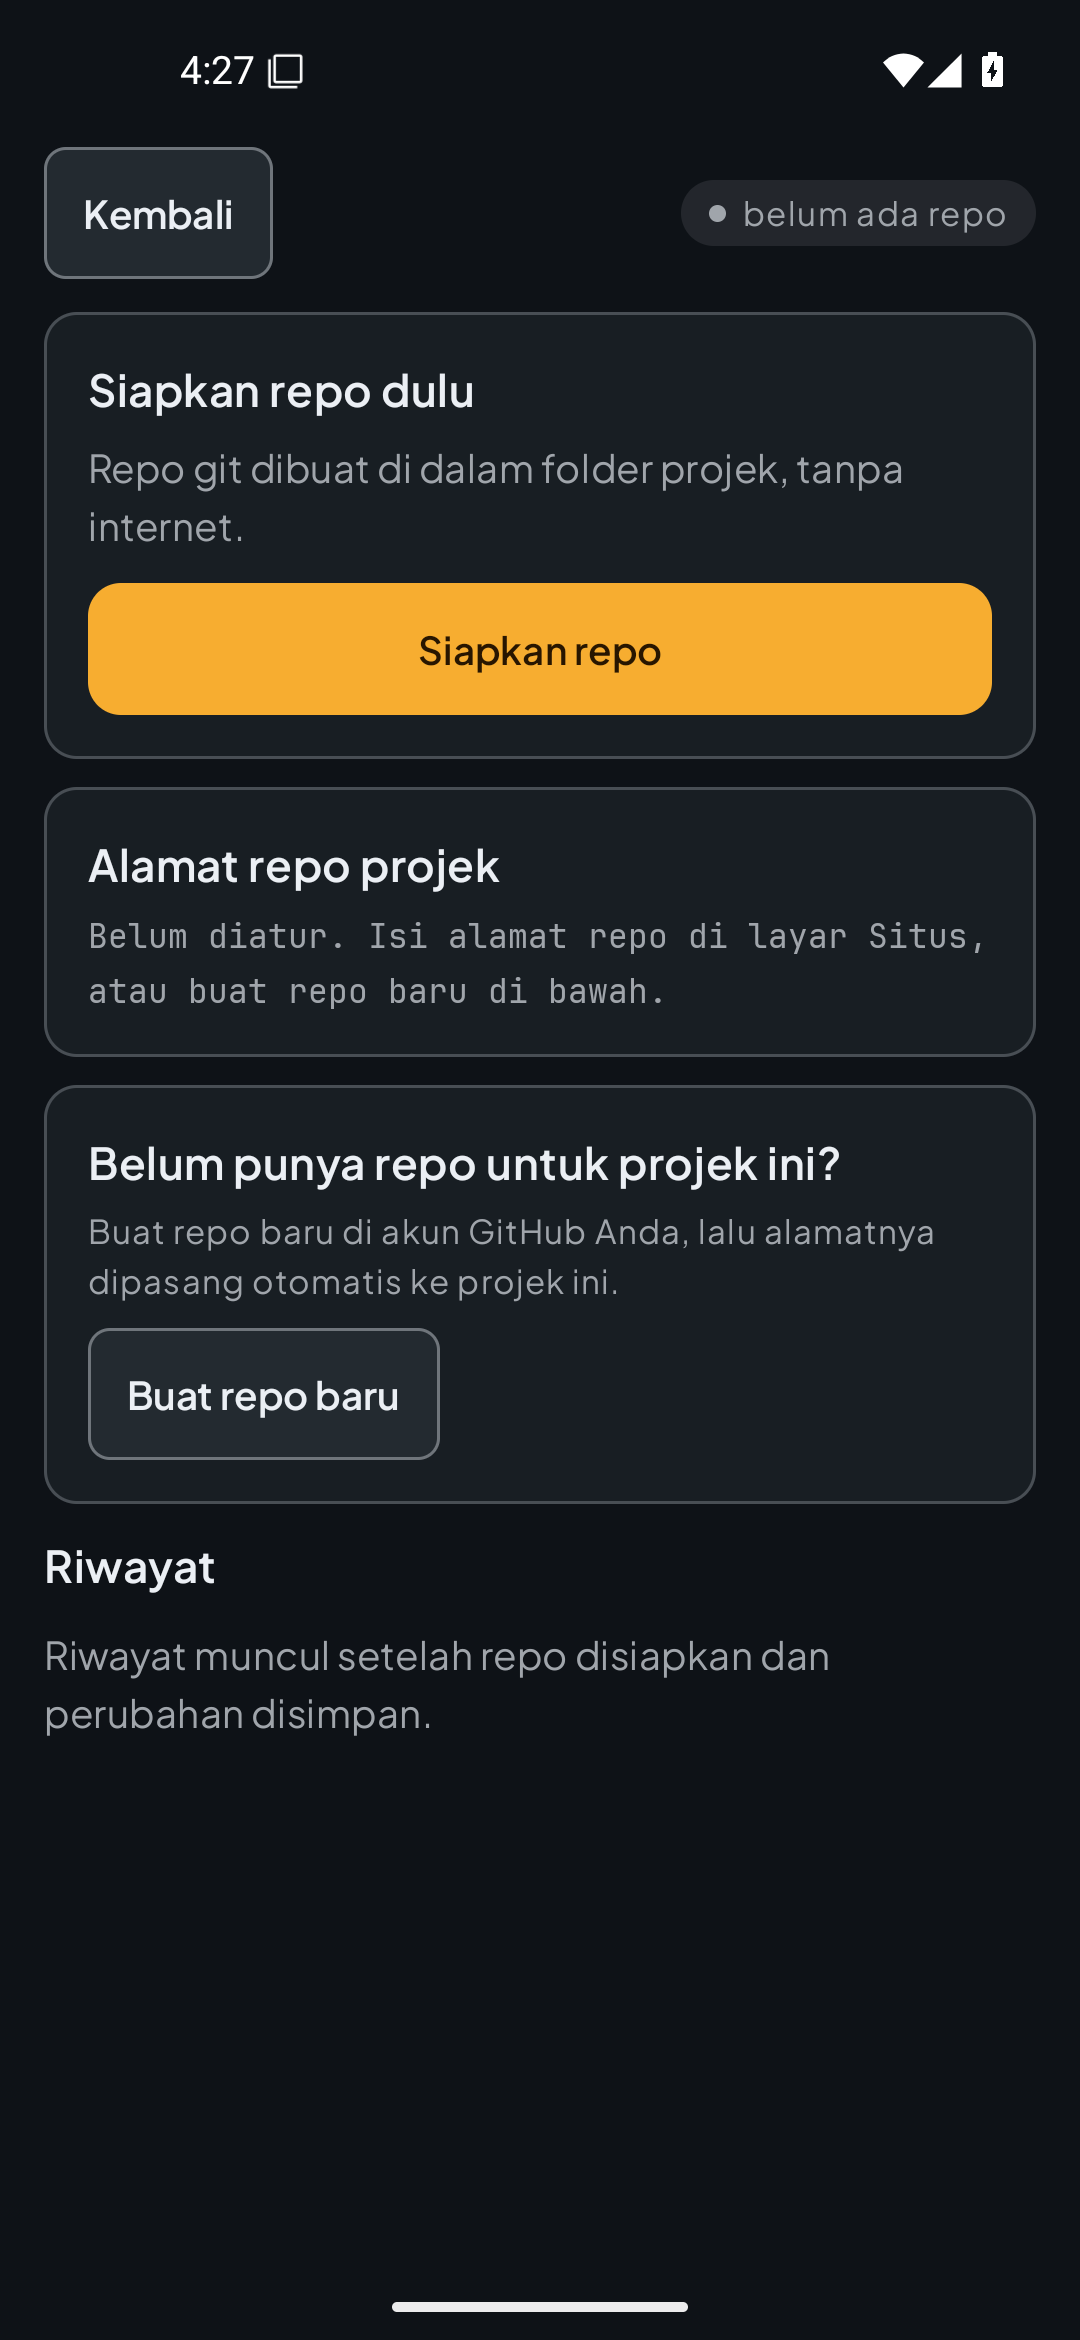 4:27
Kembali
belum ada repo
Siapkan repo dulu
Repo git dibuat di dalam folder projek, tanpa
internet.
Siapkan repo
Alamat repo projek
Belum diatur. Isi alamat repo di layar Situs,
atau buat repo baru di bawah.
Belum punya repo untuk projek ini?
Buat repo baru di akun GitHub Anda, lalu alamatnya
dipasang otomatis ke projek ini.
Buat repo baru
Riwayat
Riwayat muncul setelah repo disiapkan dan
perubahan disimpan.